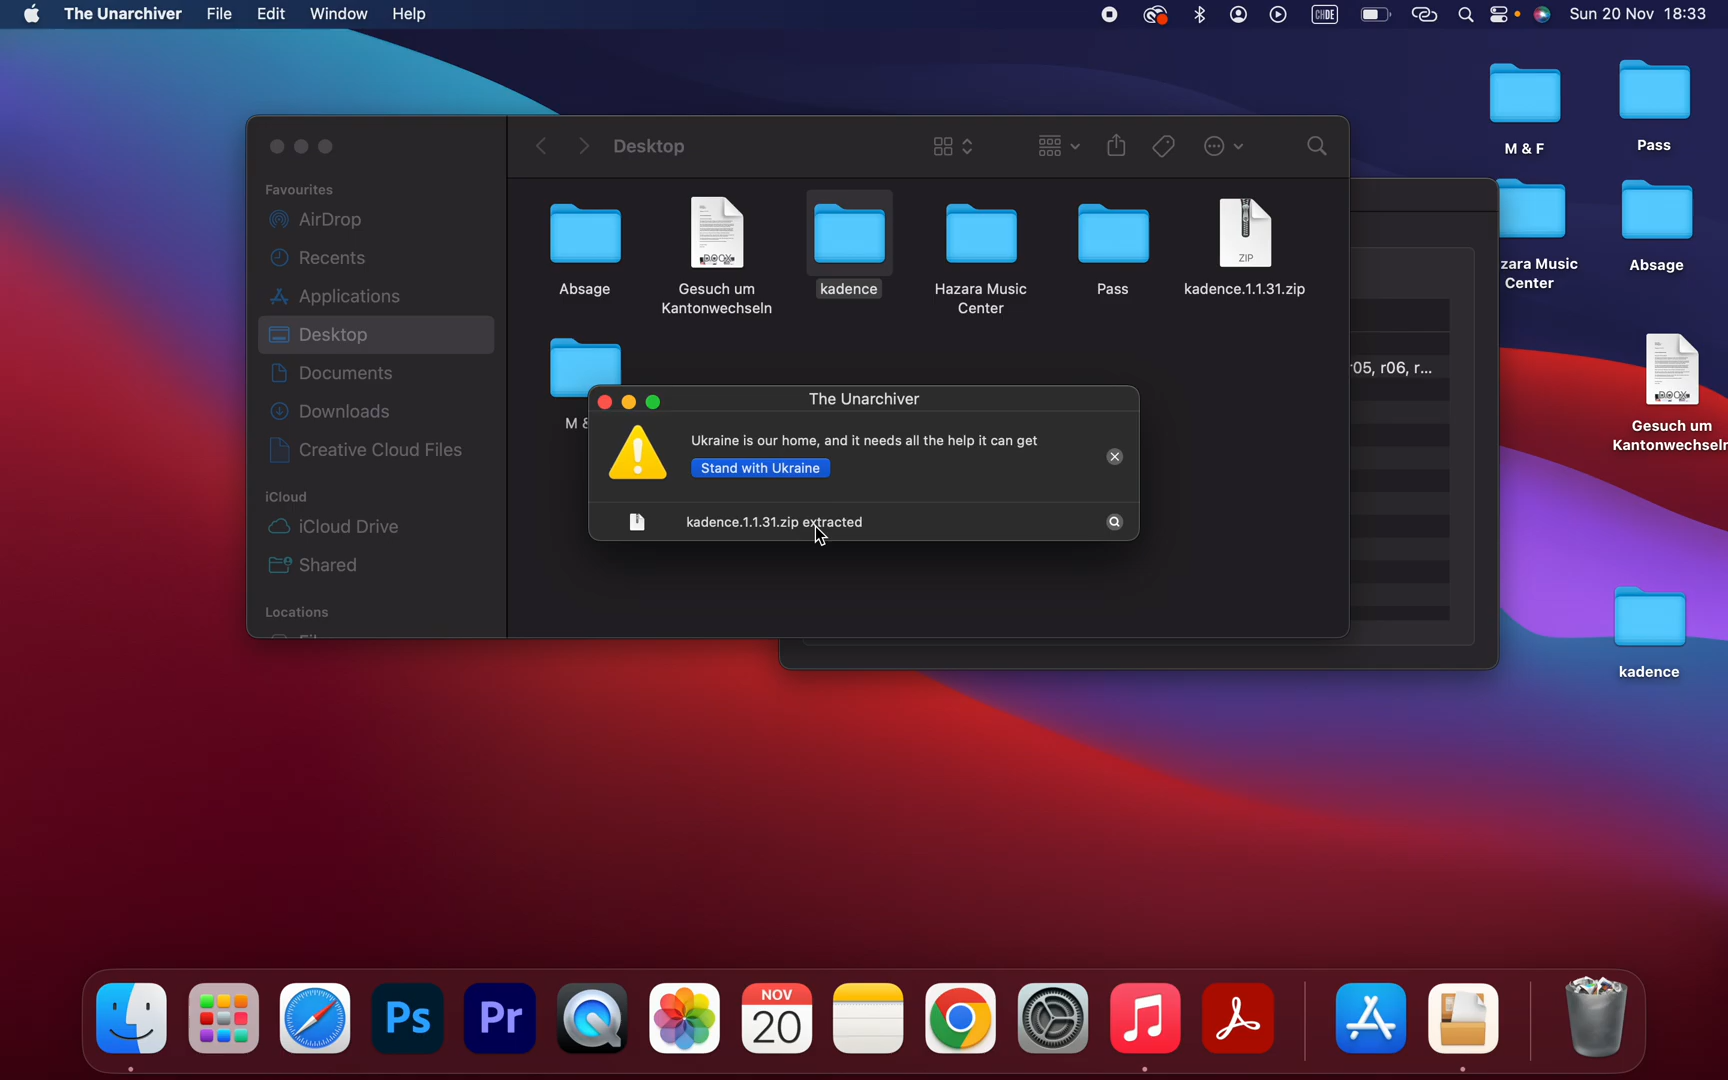 The Unarchiver File Edit Window Help
CHDE Sun 20 Nov 18:33
Desktop
Favourites
AirDrop
Recents
Applications
Desktop
Documents
Downloads
Creative Cloud Files
iCloud
iCloud Drive
Shared
Locations
DOCX ZIP
Absage Gesuch um Kantonwechseln kadence Hazara Music Center Pass kadence.1.1.31.zip
M &
r05, r06, r...
The Unarchiver
Ukraine is our home, and it needs all the help it can get
Stand with Ukraine
kadence.1.1.31.zip extracted
M & F Pass
zara Music
Center
Absage
DOCX
Gesuch um
Kantonwechseln
kadence
Ps Pr NOV
20